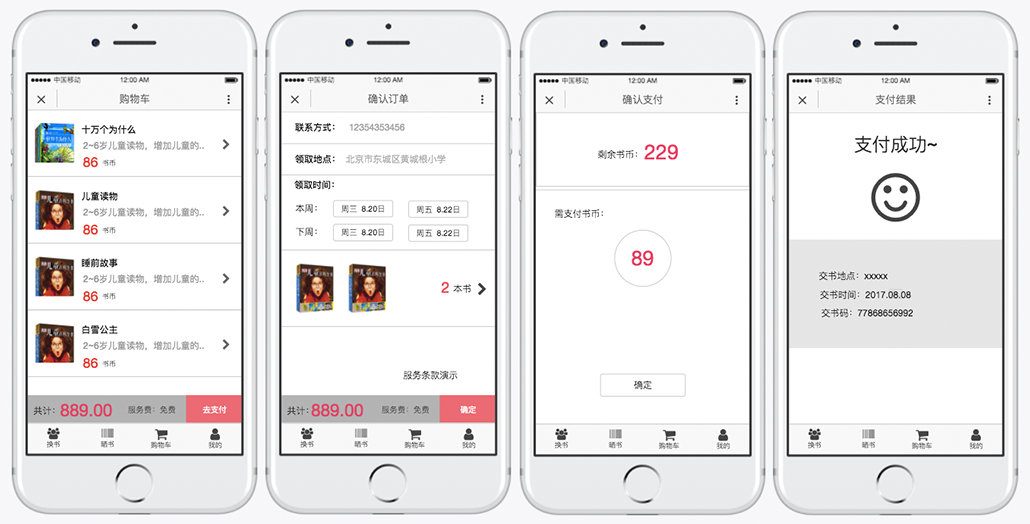 中国移动 12:00 AM
购物车
十万个为什么
2~6岁儿童读物，增加儿童的..
86 书币
儿童读物
2~6岁儿童读物，增加儿童的..
86 书币
睡前故事
2~6岁儿童读物，增加儿童的..
86 书币
白雪公主
2~6岁儿童读物，增加儿童的..
86 书币
共计：889.00 服务费：免费 去支付
换书 晒书 购物车 我的
中国移动 12:00 AM
确认订单
联系方式： 12354353456
领取地点： 北京市东城区黄城根小学
领取时间：
本周： 周三 8.20日 周五 8.22日
下周： 周三 8.20日 周五 8.22日
2 本书
服务条款演示
共计：889.00 服务费：免费 确定
换书 晒书 购物车 我的
中国移动 12:00 AM
确认支付
剩余书币：229
需支付书币：
89
确定
换书 晒书 购物车 我的
中国移动 12:00 AM
支付结果
支付成功~
交书地点：xxxxx
交书时间：2017.08.08
交书码：77868656992
换书 晒书 购物车 我的